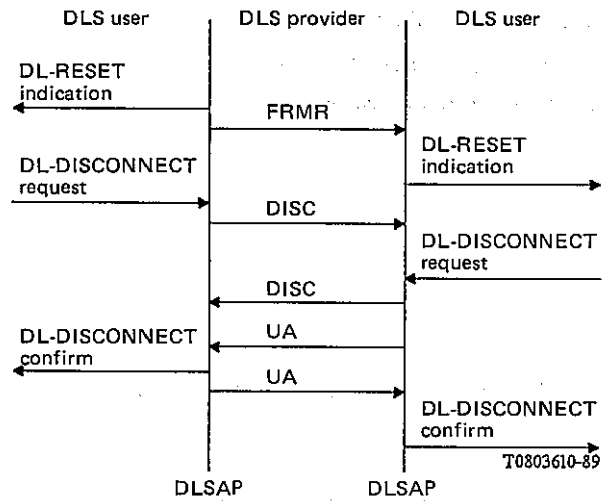 DLS user DLS provider DLS user
DL-RESET
indication
FRMR
DL-RESET
indication
DL-DISCONNECT
request
DISC
DL-DISCONNECT
request
DISC
DL-DISCONNECT
confirm
UA
UA
DL-DISCONNECT
confirm
T0803610-89
DLSAP DLSAP